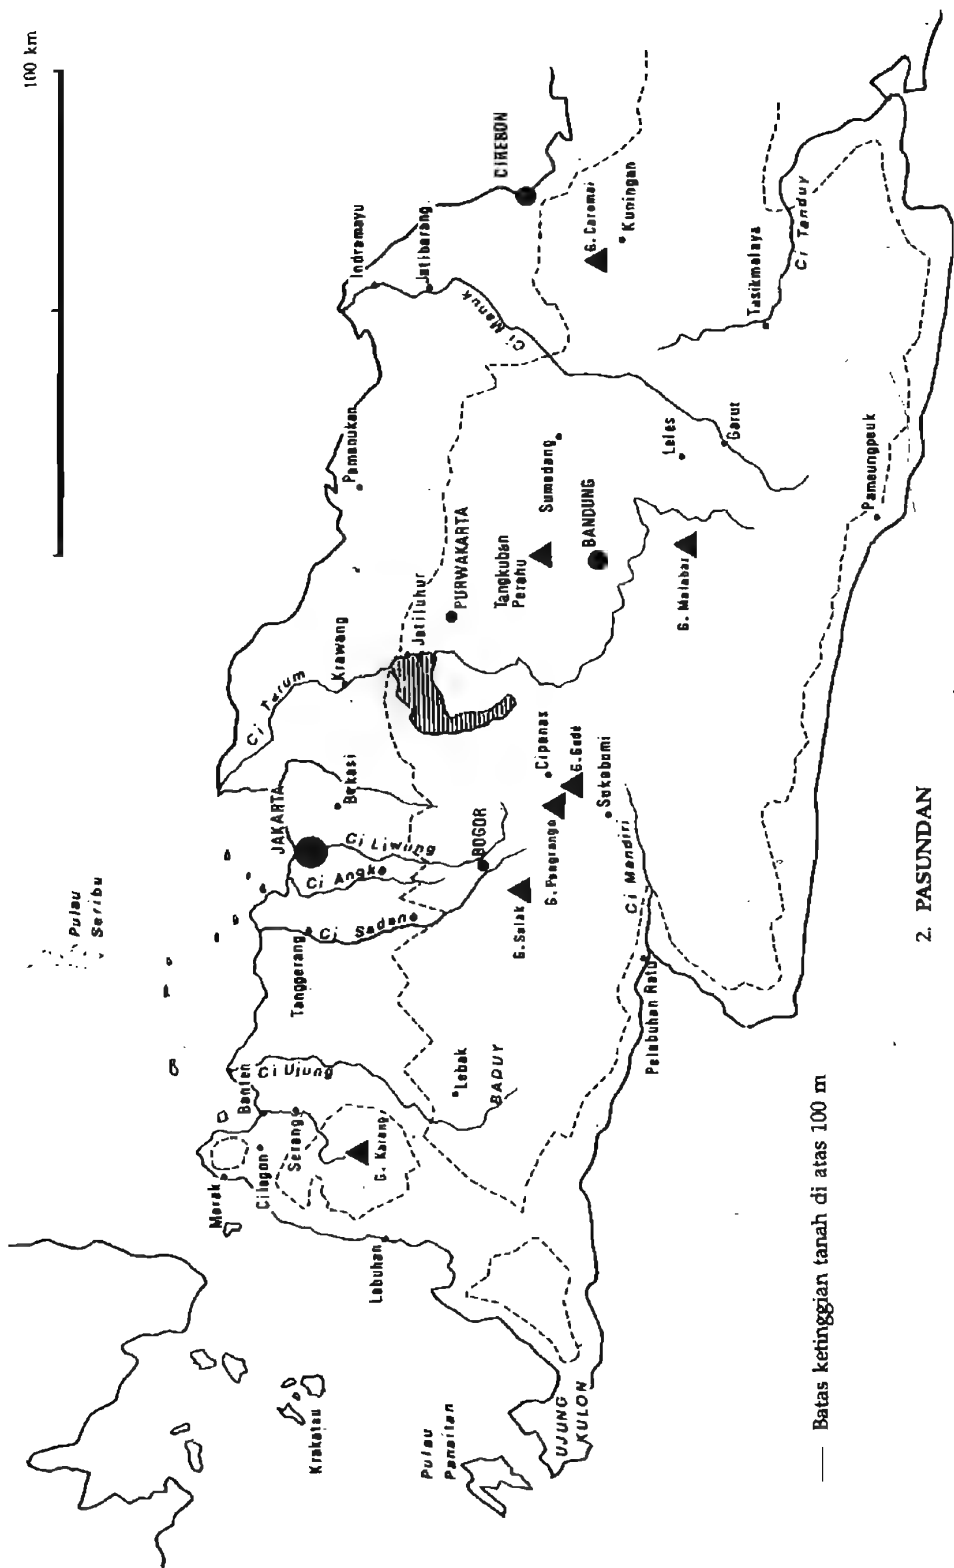 100 km
Pulau
Seribu
JAKARTA
Bekasi
Ci Tarum
Krawang
Pamanukan
Indramayu
Jatibarang
CIREBON
Merak
Cilegon
Banten
Serang
Ci Ujung
Tanggerang
Ci Sadane
Ci Angke
Ci Liwung
BOGOR
Jatiluhur
PURWAKARTA
Ci Manuk
G. Caremai
Kuningan
Krakatau
Labuhan
G. Karang
Lebak
BADUY
G. Salak
G. Pangrango
Cipanas
G. Gede
Sukabumi
Tangkuban
Perahu
Sumedang
BANDUNG
Pulau
Panaitan
UJUNG
KULON
Pelabuhan Ratu
Ci Mandiri
G. Malabar
Leles
Garut
Tasikmalaya
Ci Tanduy
Pameungpeuk
— Batas ketinggian tanah di atas 100 m
2. PASUNDAN